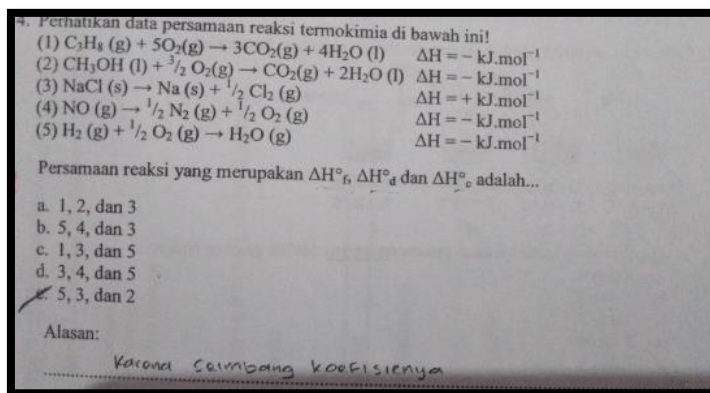 4. Perhatikan data persamaan reaksi termokimia di bawah ini!
(1) C₃H₈ (g) + 5O₂(g) → 3CO₂(g) + 4H₂O (l) ΔH = − kJ.mol⁻¹
(2) CH₃OH (l) + ³/₂ O₂(g) → CO₂(g) + 2H₂O (l) ΔH = − kJ.mol⁻¹
(3) NaCl (s) → Na (s) + ¹/₂ Cl₂ (g) ΔH = + kJ.mol⁻¹
(4) NO (g) → ¹/₂ N₂ (g) + ¹/₂ O₂ (g) ΔH = − kJ.mol⁻¹
(5) H₂ (g) + ¹/₂ O₂ (g) → H₂O (g) ΔH = − kJ.mol⁻¹
Persamaan reaksi yang merupakan ΔH°f, ΔH°d dan ΔH°c adalah...
a. 1, 2, dan 3
b. 5, 4, dan 3
c. 1, 3, dan 5
d. 3, 4, dan 5
e. 5, 3, dan 2
Alasan:
Karena seimbang koefisienya